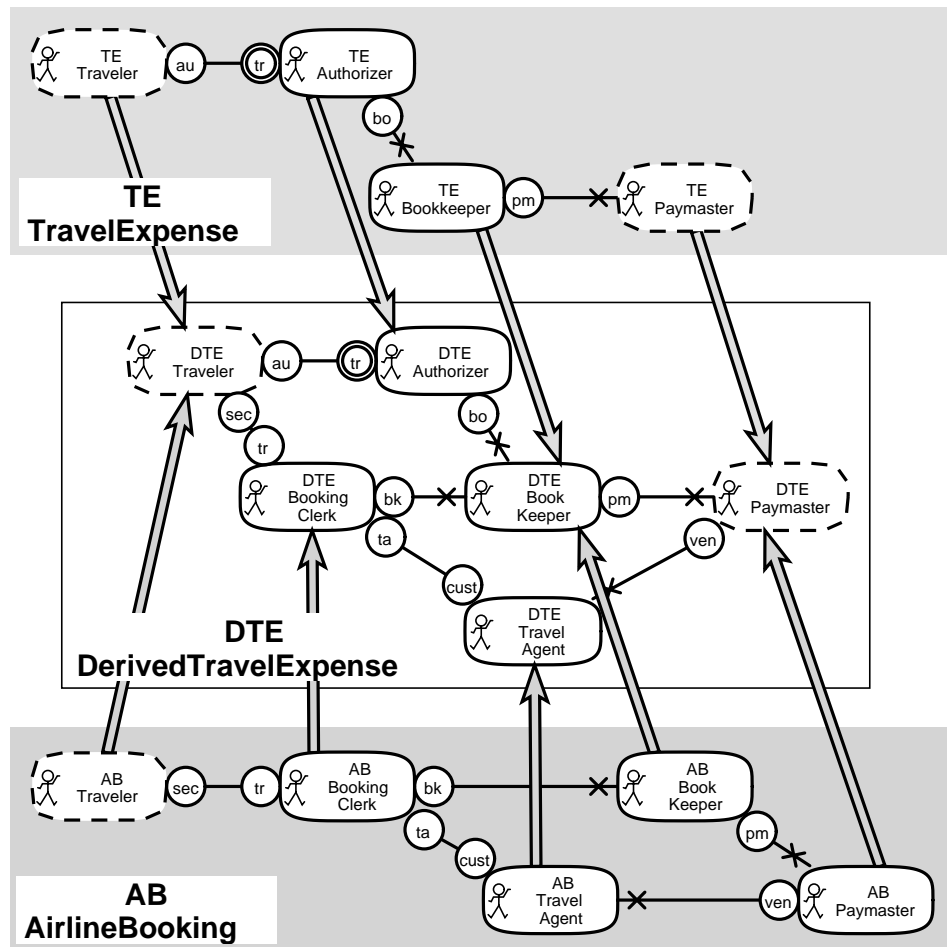 TE
Traveler
au
tr
TE
Authorizer
bo
TE
Bookkeeper
pm
TE
Paymaster
TE
TravelExpense
DTE
Traveler
au
tr
DTE
Authorizer
sec
tr
bo
DTE
Booking
Clerk
bk
DTE
Book
Keeper
pm
DTE
Paymaster
ta
cust
ven
DTE
Travel
Agent
DTE
DerivedTravelExpense
AB
Traveler
sec
tr
AB
Booking
Clerk
bk
AB
Book
Keeper
ta
cust
pm
AB
Travel
Agent
ven
AB
Paymaster
AB
AirlineBooking